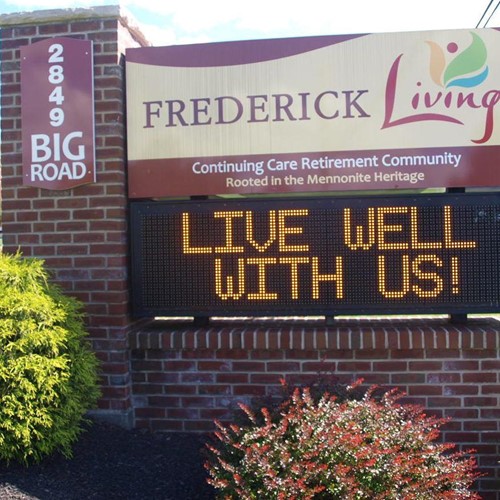 2849
BIG
ROAD
FREDERICK Living
Continuing Care Retirement Community
Rooted in the Mennonite Heritage
LIVE WELL
WITH US!